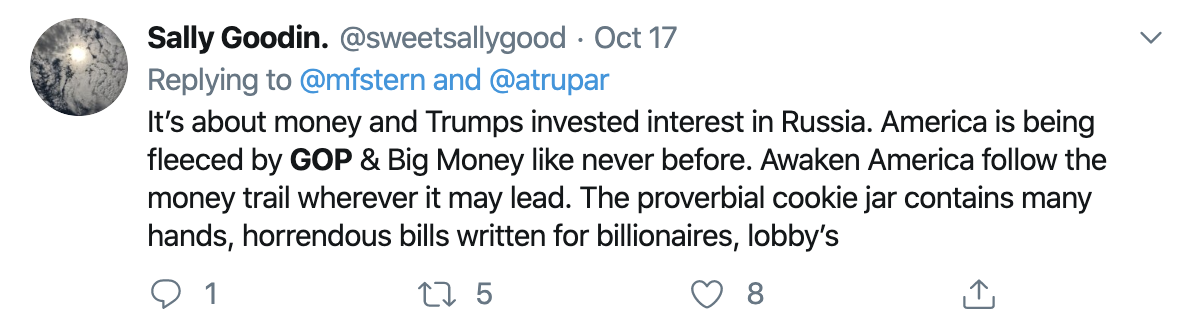 Sally Goodin. @sweetsallygood · Oct 17
Replying to @mfstern and @atrupar
It's about money and Trumps invested interest in Russia. America is being
fleeced by GOP & Big Money like never before. Awaken America follow the
money trail wherever it may lead. The proverbial cookie jar contains many
hands, horrendous bills written for billionaires, lobby's
1 5 8